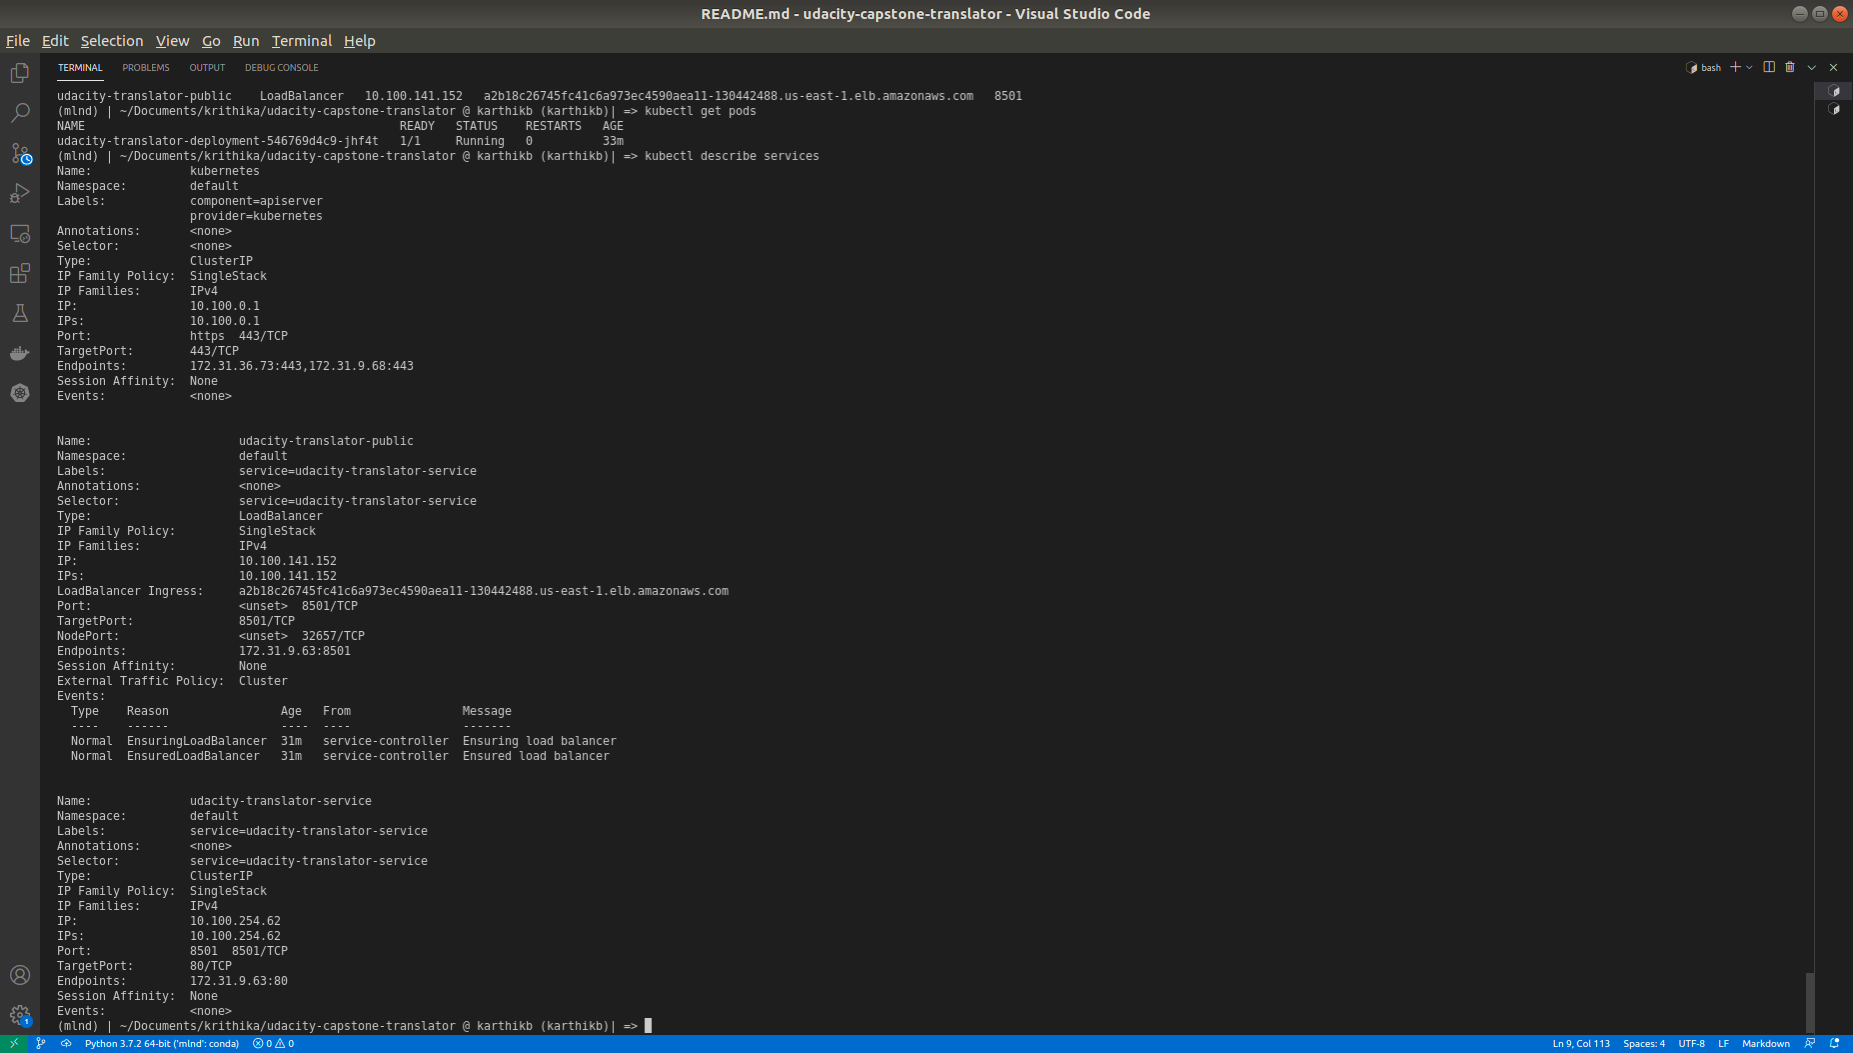 README.md - udacity-capstone-translator - Visual Studio Code
File Edit Selection View Go Run Terminal Help
TERMINAL PROBLEMS OUTPUT DEBUG CONSOLE bash
udacity-translator-public    LoadBalancer   10.100.141.152   a2b18c26745fc41c6a973ec4590aea11-130442488.us-east-1.elb.amazonaws.com   8501
(mlnd) | ~/Documents/krithika/udacity-capstone-translator @ karthikb (karthikb)| => kubectl get pods
NAME                                             READY   STATUS    RESTARTS   AGE
udacity-translator-deployment-546769d4c9-jhf4t   1/1     Running   0          33m
(mlnd) | ~/Documents/krithika/udacity-capstone-translator @ karthikb (karthikb)| => kubectl describe services
Name:              kubernetes
Namespace:         default
Labels:            component=apiserver
                   provider=kubernetes
Annotations:       <none>
Selector:          <none>
Type:              ClusterIP
IP Family Policy:  SingleStack
IP Families:       IPv4
IP:                10.100.0.1
IPs:               10.100.0.1
Port:              https  443/TCP
TargetPort:        443/TCP
Endpoints:         172.31.36.73:443,172.31.9.68:443
Session Affinity:  None
Events:            <none>
Name:                     udacity-translator-public
Namespace:                default
Labels:                   service=udacity-translator-service
Annotations:              <none>
Selector:                 service=udacity-translator-service
Type:                     LoadBalancer
IP Family Policy:         SingleStack
IP Families:              IPv4
IP:                       10.100.141.152
IPs:                      10.100.141.152
LoadBalancer Ingress:     a2b18c26745fc41c6a973ec4590aea11-130442488.us-east-1.elb.amazonaws.com
Port:                     <unset>  8501/TCP
TargetPort:               8501/TCP
NodePort:                 <unset>  32657/TCP
Endpoints:                172.31.9.63:8501
Session Affinity:         None
External Traffic Policy:  Cluster
Events:
  Type    Reason                Age   From                Message
  ----    ------                ----  ----                -------
  Normal  EnsuringLoadBalancer  31m   service-controller  Ensuring load balancer
  Normal  EnsuredLoadBalancer   31m   service-controller  Ensured load balancer
Name:              udacity-translator-service
Namespace:         default
Labels:            service=udacity-translator-service
Annotations:       <none>
Selector:          service=udacity-translator-service
Type:              ClusterIP
IP Family Policy:  SingleStack
IP Families:       IPv4
IP:                10.100.254.62
IPs:               10.100.254.62
Port:              8501  8501/TCP
TargetPort:        80/TCP
Endpoints:         172.31.9.63:80
Session Affinity:  None
Events:            <none>
(mlnd) | ~/Documents/krithika/udacity-capstone-translator @ karthikb (karthikb)| =>
1
Python 3.7.2 64-bit ('mlnd': conda) 0 0 Ln 9, Col 113 Spaces: 4 UTF-8 LF Markdown